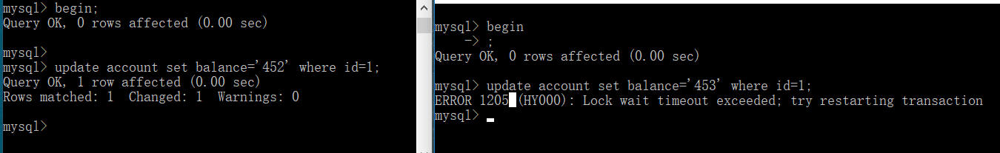 mysql> begin;
Query OK, 0 rows affected (0.00 sec)
mysql>
mysql> update account set balance='452' where id=1;
Query OK, 1 row affected (0.00 sec)
Rows matched: 1  Changed: 1  Warnings: 0
mysql>
mysql> begin
    -> ;
Query OK, 0 rows affected (0.00 sec)
mysql> update account set balance='453' where id=1;
ERROR 1205 (HY000): Lock wait timeout exceeded; try restarting transaction
mysql>